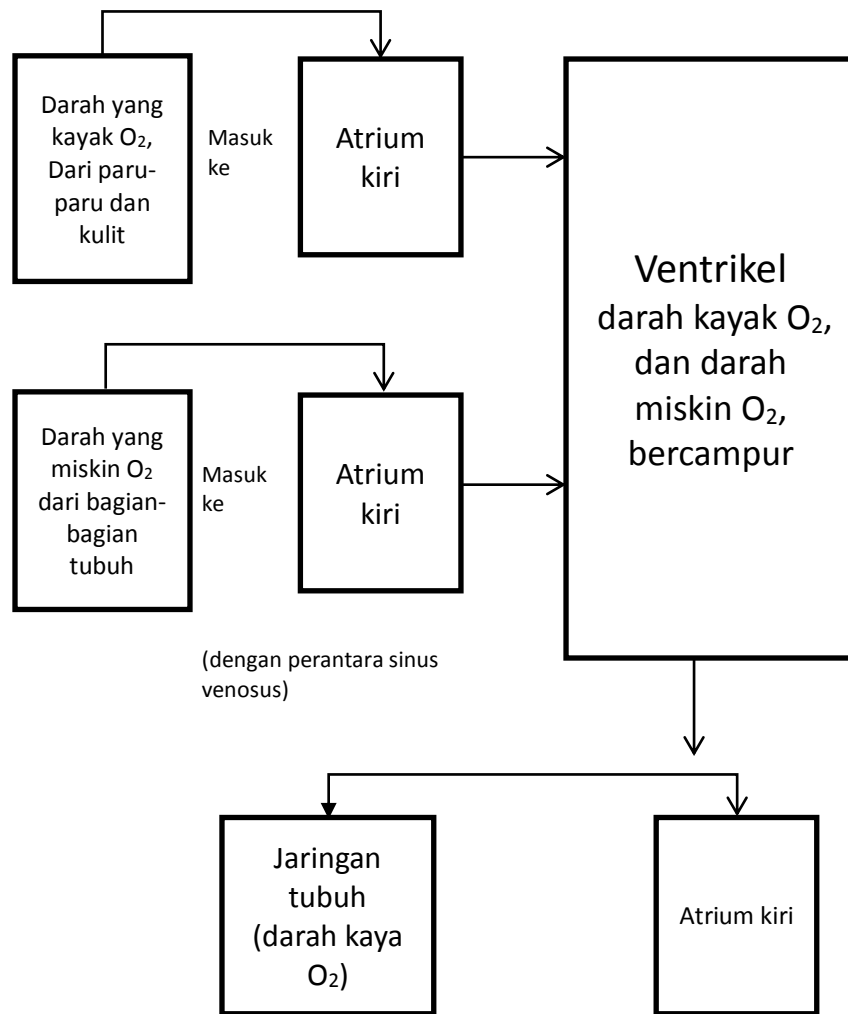 Darah yang
kayak O₂,
Dari paru-
paru dan
kulit
Masuk
ke
Atrium
kiri
Ventrikel
darah kayak O₂,
dan darah
miskin O₂,
bercampur
Darah yang
miskin O₂
dari bagian-
bagian
tubuh
Masuk
ke
Atrium
kiri
(dengan perantara sinus
venosus)
Jaringan
tubuh
(darah kaya
O₂)
Atrium kiri